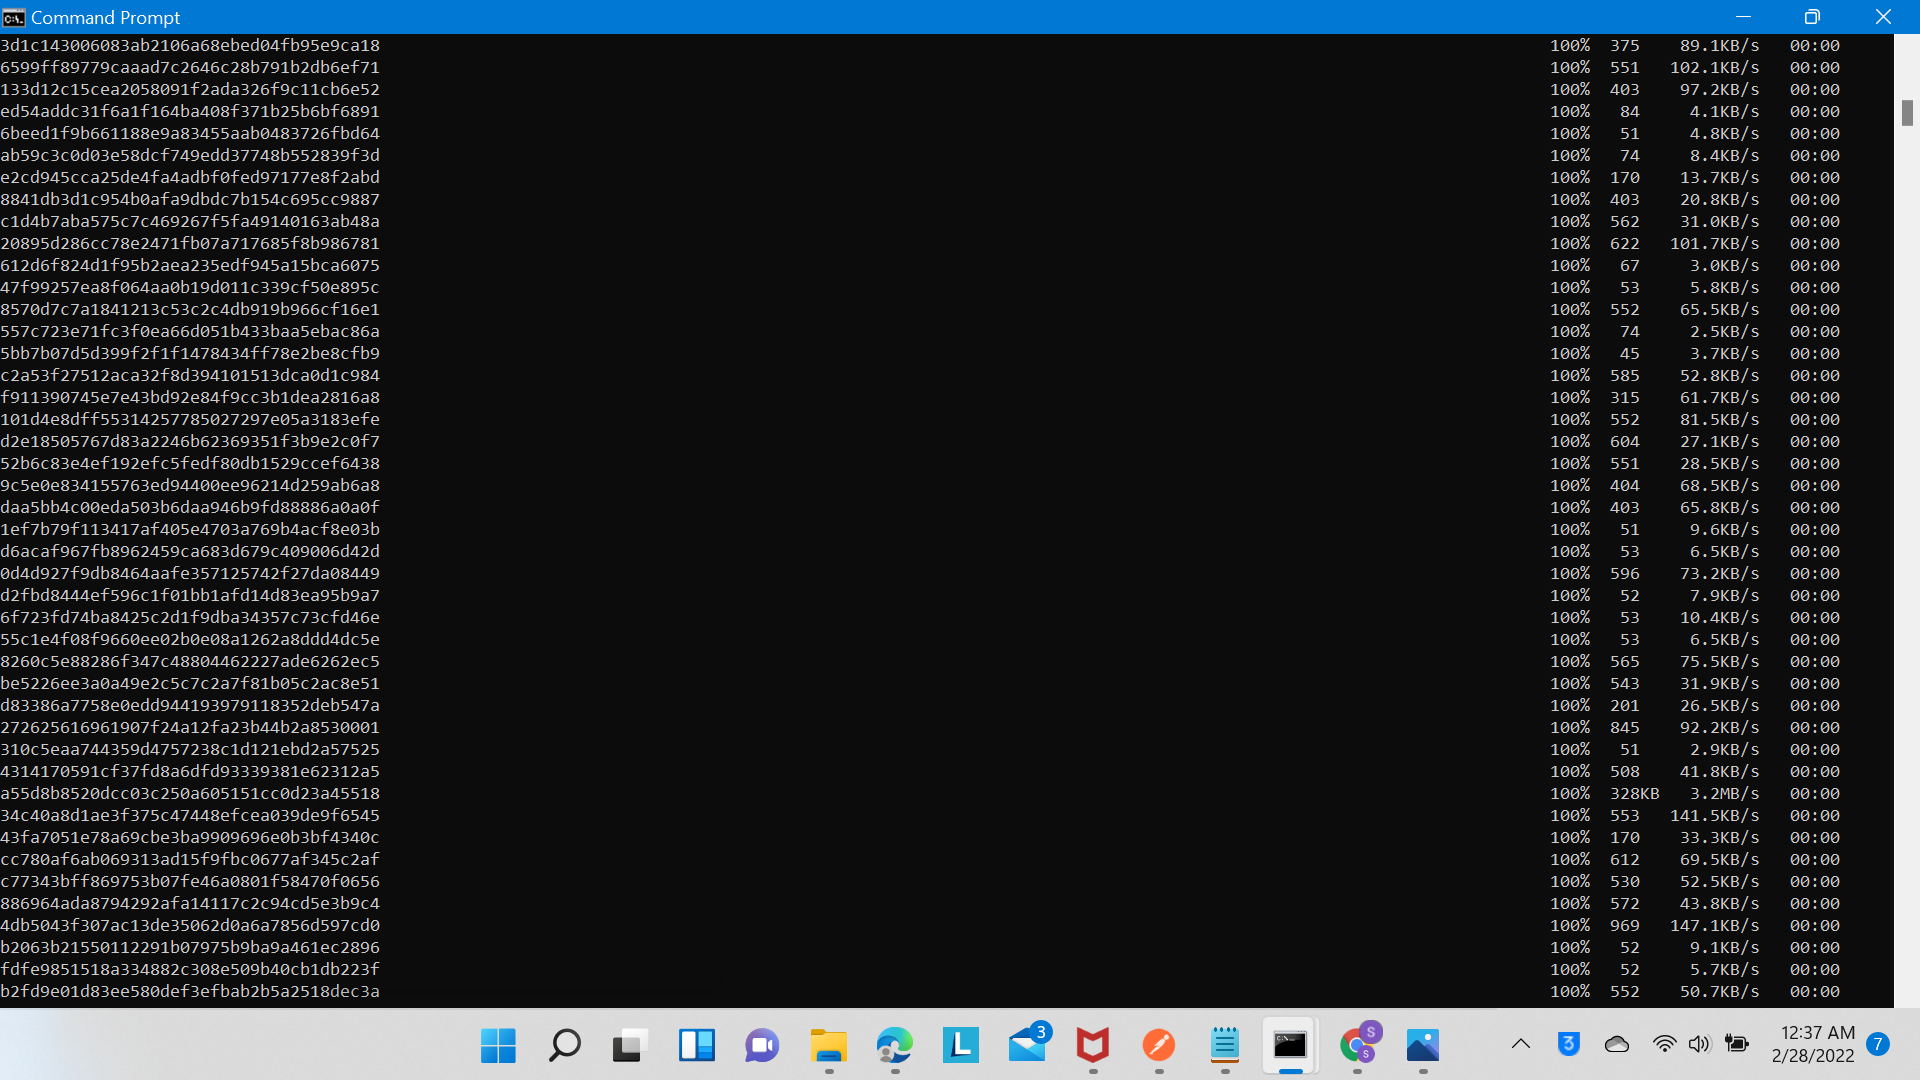 Command Prompt
3d1c143006083ab2106a68ebed04fb95e9ca18 100% 375 89.1KB/s 00:00
6599ff89779caaad7c2646c28b791b2db6ef71 100% 551 102.1KB/s 00:00
133d12c15cea2058091f2ada326f9c11cb6e52 100% 403 97.2KB/s 00:00
ed54addc31f6a1f164ba408f371b25b6bf6891 100% 84 4.1KB/s 00:00
6beed1f9b661188e9a83455aab0483726fbd64 100% 51 4.8KB/s 00:00
ab59c3c0d03e58dcf749edd37748b552839f3d 100% 74 8.4KB/s 00:00
e2cd945cca25de4fa4adbf0fed97177e8f2abd 100% 170 13.7KB/s 00:00
8841db3d1c954b0afa9dbdc7b154c695cc9887 100% 403 20.8KB/s 00:00
c1d4b7aba575c7c469267f5fa49140163ab48a 100% 562 31.0KB/s 00:00
20895d286cc78e2471fb07a717685f8b986781 100% 622 101.7KB/s 00:00
612d6f824d1f95b2aea235edf945a15bca6075 100% 67 3.0KB/s 00:00
47f99257ea8f064aa0b19d011c339cf50e895c 100% 53 5.8KB/s 00:00
8570d7c7a1841213c53c2c4db919b966cf16e1 100% 552 65.5KB/s 00:00
557c723e71fc3f0ea66d051b433baa5ebac86a 100% 74 2.5KB/s 00:00
5bb7b07d5d399f2f1f1478434ff78e2be8cfb9 100% 45 3.7KB/s 00:00
c2a53f27512aca32f8d394101513dca0d1c984 100% 585 52.8KB/s 00:00
f911390745e7e43bd92e84f9cc3b1dea2816a8 100% 315 61.7KB/s 00:00
101d4e8dff55314257785027297e05a3183efe 100% 552 81.5KB/s 00:00
d2e18505767d83a2246b62369351f3b9e2c0f7 100% 604 27.1KB/s 00:00
52b6c83e4ef192efc5fedf80db1529ccef6438 100% 551 28.5KB/s 00:00
9c5e0e834155763ed94400ee96214d259ab6a8 100% 404 68.5KB/s 00:00
daa5bb4c00eda503b6daa946b9fd88886a0a0f 100% 403 65.8KB/s 00:00
1ef7b79f113417af405e4703a769b4acf8e03b 100% 51 9.6KB/s 00:00
d6acaf967fb8962459ca683d679c409006d42d 100% 53 6.5KB/s 00:00
0d4d927f9db8464aafe357125742f27da08449 100% 596 73.2KB/s 00:00
d2fbd8444ef596c1f01bb1afd14d83ea95b9a7 100% 52 7.9KB/s 00:00
6f723fd74ba8425c2d1f9dba34357c73cfd46e 100% 53 10.4KB/s 00:00
55c1e4f08f9660ee02b0e08a1262a8ddd4dc5e 100% 53 6.5KB/s 00:00
8260c5e88286f347c48804462227ade6262ec5 100% 565 75.5KB/s 00:00
be5226ee3a0a49e2c5c7c2a7f81b05c2ac8e51 100% 543 31.9KB/s 00:00
d83386a7758e0edd944193979118352deb547a 100% 201 26.5KB/s 00:00
272625616961907f24a12fa23b44b2a8530001 100% 845 92.2KB/s 00:00
310c5eaa744359d4757238c1d121ebd2a57525 100% 51 2.9KB/s 00:00
4314170591cf37fd8a6dfd93339381e62312a5 100% 508 41.8KB/s 00:00
a55d8b8520dcc03c250a605151cc0d23a45518 100% 328KB 3.2MB/s 00:00
34c40a8d1ae3f375c47448efcea039de9f6545 100% 553 141.5KB/s 00:00
43fa7051e78a69cbe3ba9909696e0b3bf4340c 100% 170 33.3KB/s 00:00
cc780af6ab069313ad15f9fbc0677af345c2af 100% 612 69.5KB/s 00:00
c77343bff869753b07fe46a0801f58470f0656 100% 530 52.5KB/s 00:00
886964ada8794292afa14117c2c94cd5e3b9c4 100% 572 43.8KB/s 00:00
4db5043f307ac13de35062d0a6a7856d597cd0 100% 969 147.1KB/s 00:00
b2063b21550112291b07975b9ba9a461ec2896 100% 52 9.1KB/s 00:00
fdfe9851518a334882c308e509b40cb1db223f 100% 52 5.7KB/s 00:00
b2fd9e01d83ee580def3efbab2b5a2518dec3a 100% 552 50.7KB/s 00:00
L 3 S S 3 12:37 AM 7
2/28/2022